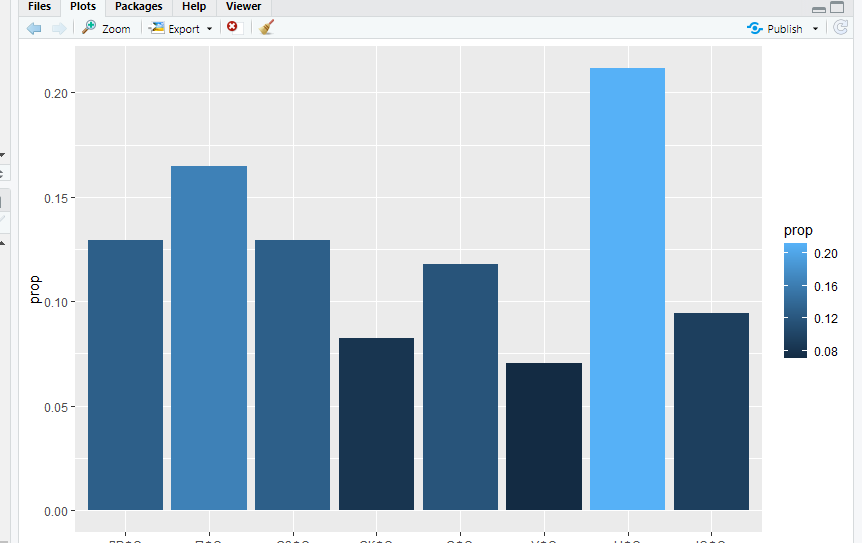 Files Plots Packages Help Viewer
Zoom Export Publish
0.20
0.15
0.10
0.05
0.00
prop
prop
0.20
0.16
0.12
0.08